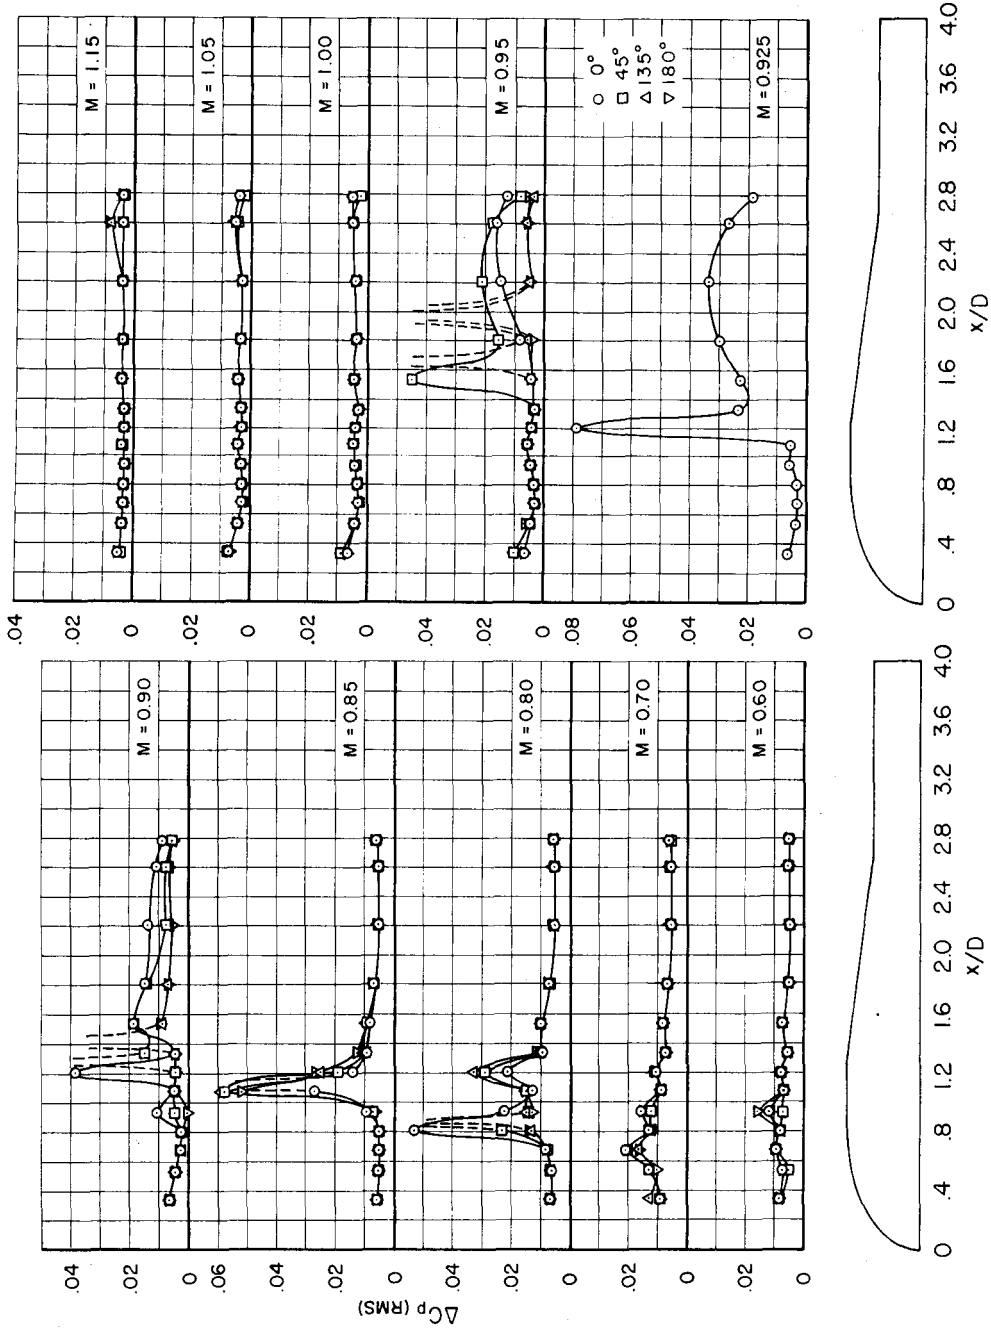 .04
.02
0
M = 0.90
.06
.04
.02
0
M = 0.85
.04
.02
0
M = 0.80
.02
0
M = 0.70
.02
0
M = 0.60
ΔCp (RMS)
0 .4 .8 1.2 1.6 2.0 2.4 2.8 3.2 3.6 4.0
x/D
.04
.02
0
M = 1.15
.02
0
M = 1.05
.02
0
M = 1.00
.04
.02
0
M = 0.95
○ 0°
□ 45°
△ 135°
▽ 180°
.08
.06
.04
.02
0
M = 0.925
0 .4 .8 1.2 1.6 2.0 2.4 2.8 3.2 3.6 4.0
x/D